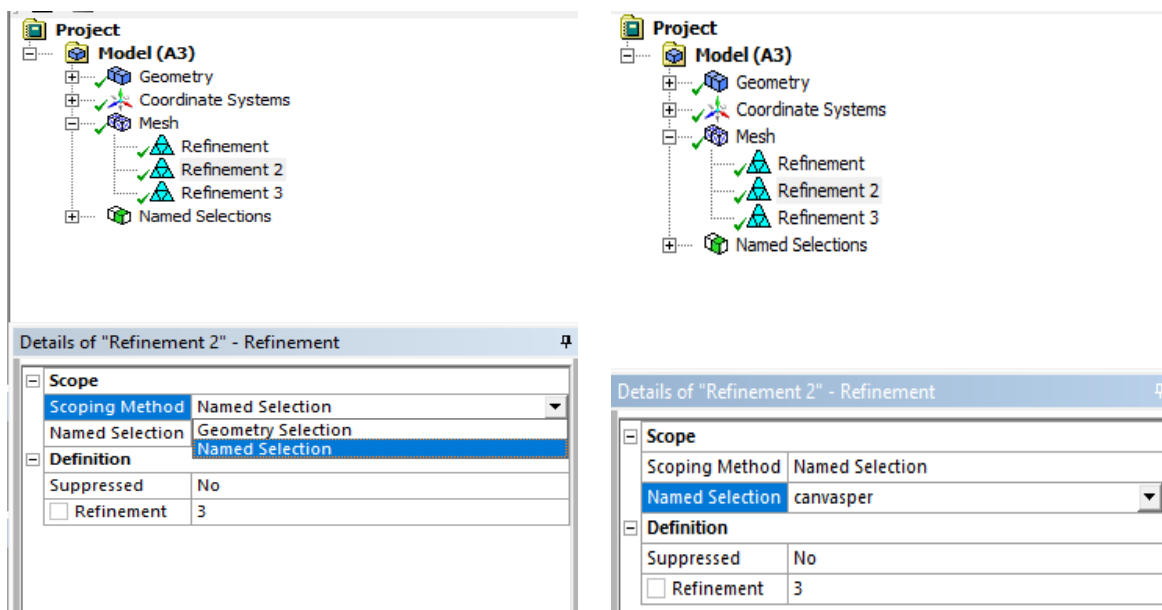 Project
Model (A3)
Geometry
Coordinate Systems
Mesh
Refinement
Refinement 2
Refinement 3
Named Selections
Details of "Refinement 2" - Refinement
Scope
Scoping Method Named Selection
Named Selection Geometry Selection
Named Selection
Definition
Suppressed No
Refinement 3
Project
Model (A3)
Geometry
Coordinate Systems
Mesh
Refinement
Refinement 2
Refinement 3
Named Selections
Details of "Refinement 2" - Refinement
Scope
Scoping Method Named Selection
Named Selection canvasper
Definition
Suppressed No
Refinement 3